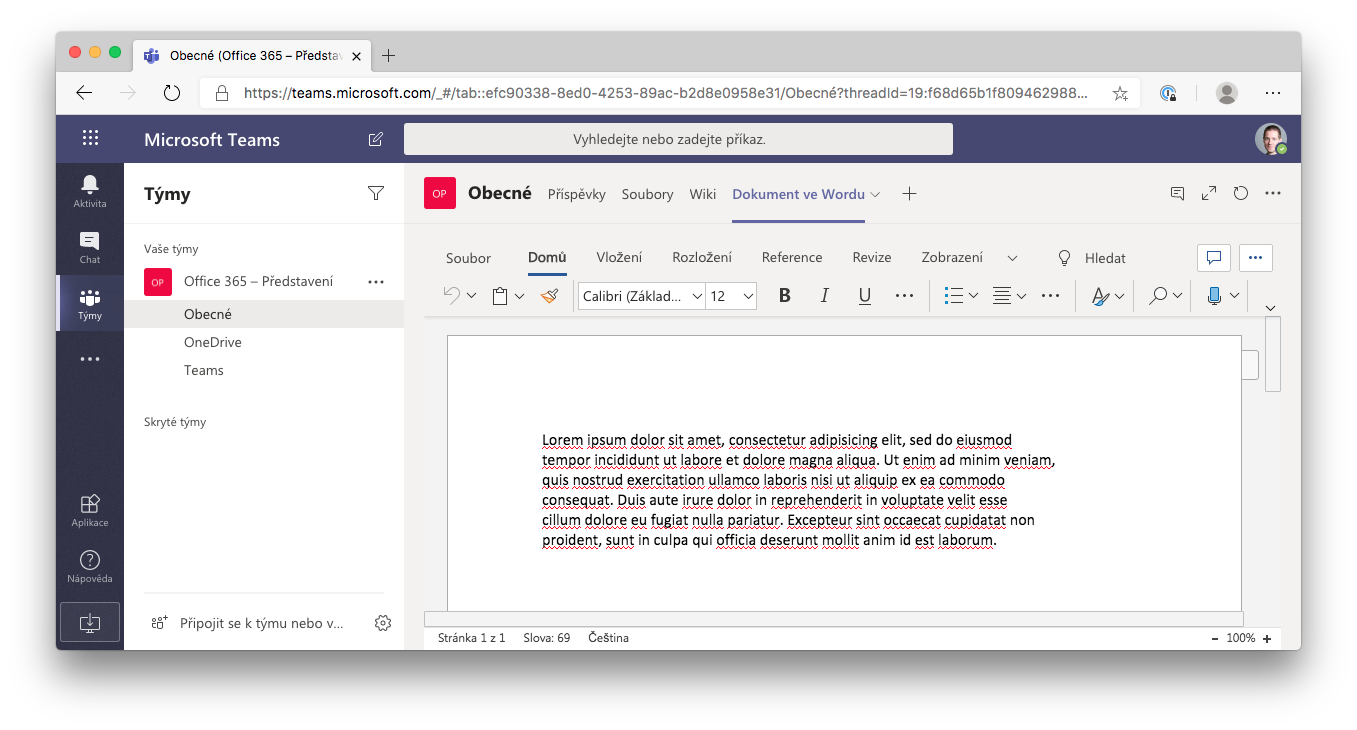 Obecné (Office 365 – Předsta
https://teams.microsoft.com/_#/tab::efc90338-8ed0-4253-89ac-b2d8e0958e31/Obecné?threadId=19:f68d65b1f809462988...
Microsoft Teams
Vyhledejte nebo zadejte příkaz.
Aktivita
Chat
Týmy
Aplikace
Nápověda
Týmy
Vaše týmy
OP Office 365 – Představení
Obecné
OneDrive
Teams
Skryté týmy
Připojit se k týmu nebo v...
OP Obecné Příspěvky Soubory Wiki Dokument ve Wordu
Soubor Domů Vložení Rozložení Reference Revize Zobrazení Hledat
Calibri (Základ... 12 B I U
Lorem ipsum dolor sit amet, consectetur adipisicing elit, sed do eiusmod
tempor incididunt ut labore et dolore magna aliqua. Ut enim ad minim veniam,
quis nostrud exercitation ullamco laboris nisi ut aliquip ex ea commodo
consequat. Duis aute irure dolor in reprehenderit in voluptate velit esse
cillum dolore eu fugiat nulla pariatur. Excepteur sint occaecat cupidatat non
proident, sunt in culpa qui officia deserunt mollit anim id est laborum.
Stránka 1 z 1 Slova: 69 Čeština
100%